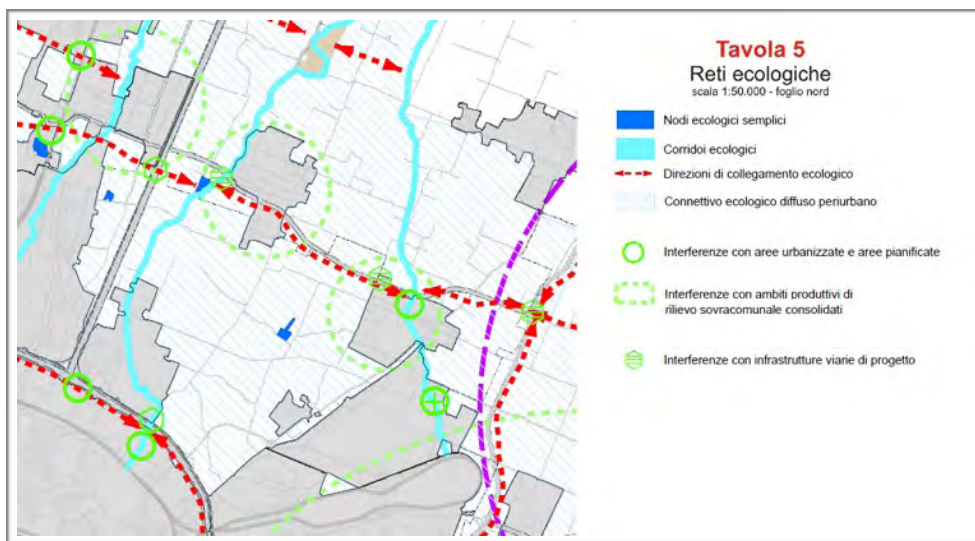 Tavola 5
Reti ecologiche
scala 1:50.000 - foglio nord
Nodi ecologici semplici
Corridoi ecologici
Direzioni di collegamento ecologico
Connettivo ecologico diffuso periurbano
Interferenze con aree urbanizzate e aree pianificate
Interferenze con ambiti produttivi di
rilievo sovracomunale consolidati
Interferenze con infrastrutture viarie di progetto